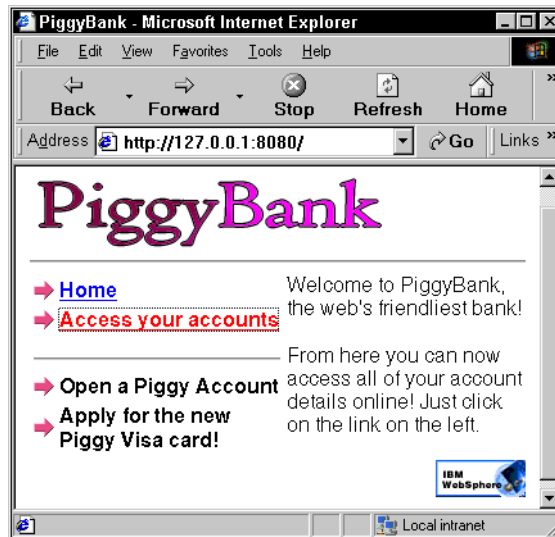 PiggyBank - Microsoft Internet Explorer
File Edit View Favorites Tools Help
Back Forward Stop Refresh Home »
Address http://127.0.0.1:8080/ Go Links »
PiggyBank
Home
Access your accounts
Open a Piggy Account
Apply for the new
Piggy Visa card!
Welcome to PiggyBank,
the web's friendliest bank!
From here you can now
access all of your account
details online! Just click
on the link on the left.
IBM
WebSphere
Local intranet